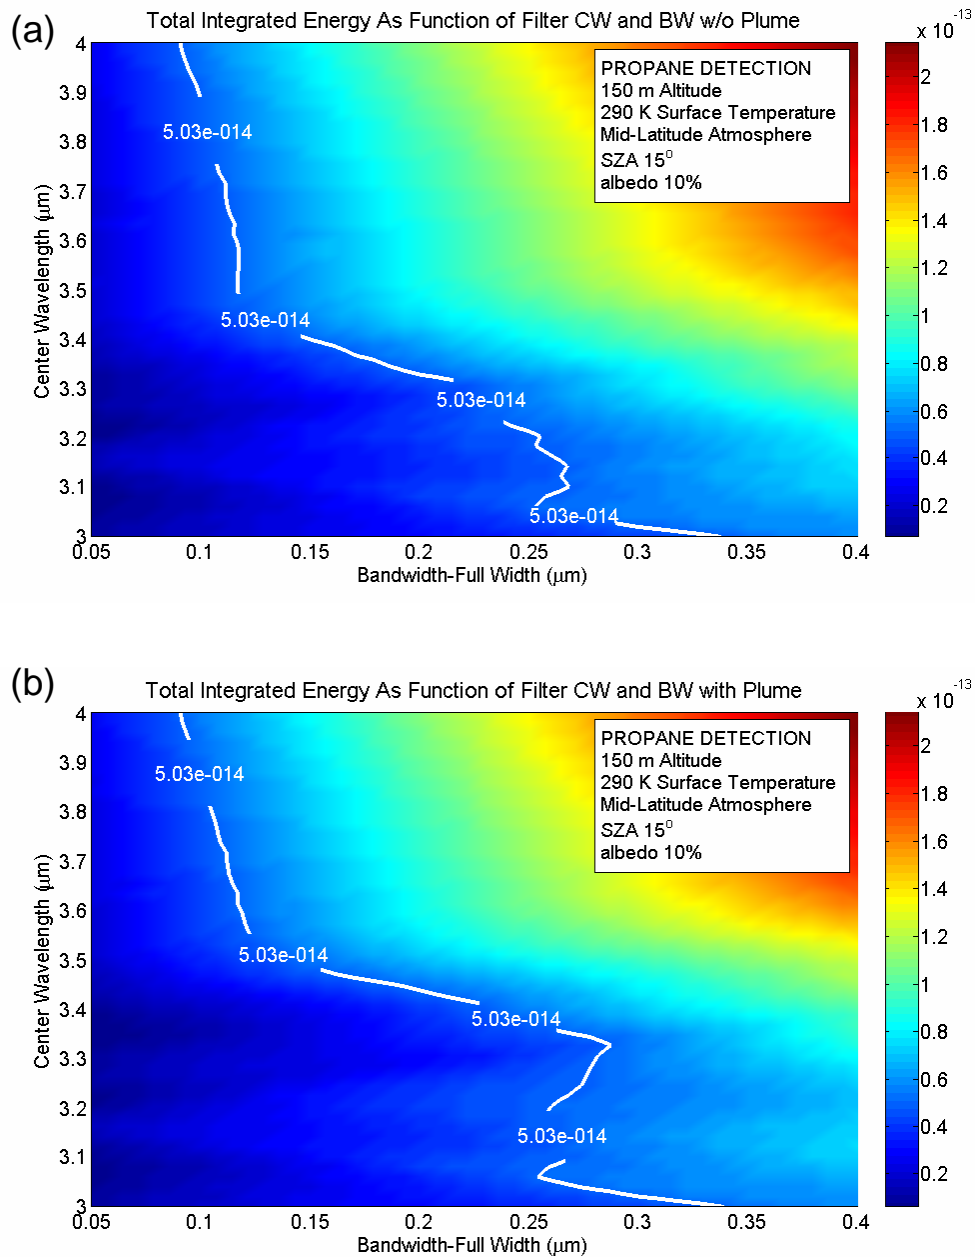 (a)
Total Integrated Energy As Function of Filter CW and BW w/o Plume
x 10^-13
PROPANE DETECTION
150 m Altitude
290 K Surface Temperature
Mid-Latitude Atmosphere
SZA 15^0
albedo 10%
Center Wavelength (μm)
4
3.9
3.8
3.7
3.6
3.5
3.4
3.3
3.2
3.1
3
5.03e-014
5.03e-014
5.03e-014
5.03e-014
2
1.8
1.6
1.4
1.2
1
0.8
0.6
0.4
0.2
0.05 0.1 0.15 0.2 0.25 0.3 0.35 0.4
Bandwidth-Full Width (μm)
(b)
Total Integrated Energy As Function of Filter CW and BW with Plume
x 10^-13
PROPANE DETECTION
150 m Altitude
290 K Surface Temperature
Mid-Latitude Atmosphere
SZA 15^0
albedo 10%
Center Wavelength (μm)
4
3.9
3.8
3.7
3.6
3.5
3.4
3.3
3.2
3.1
3
5.03e-014
5.03e-014
5.03e-014
5.03e-014
2
1.8
1.6
1.4
1.2
1
0.8
0.6
0.4
0.2
0.05 0.1 0.15 0.2 0.25 0.3 0.35 0.4
Bandwidth-Full Width (μm)